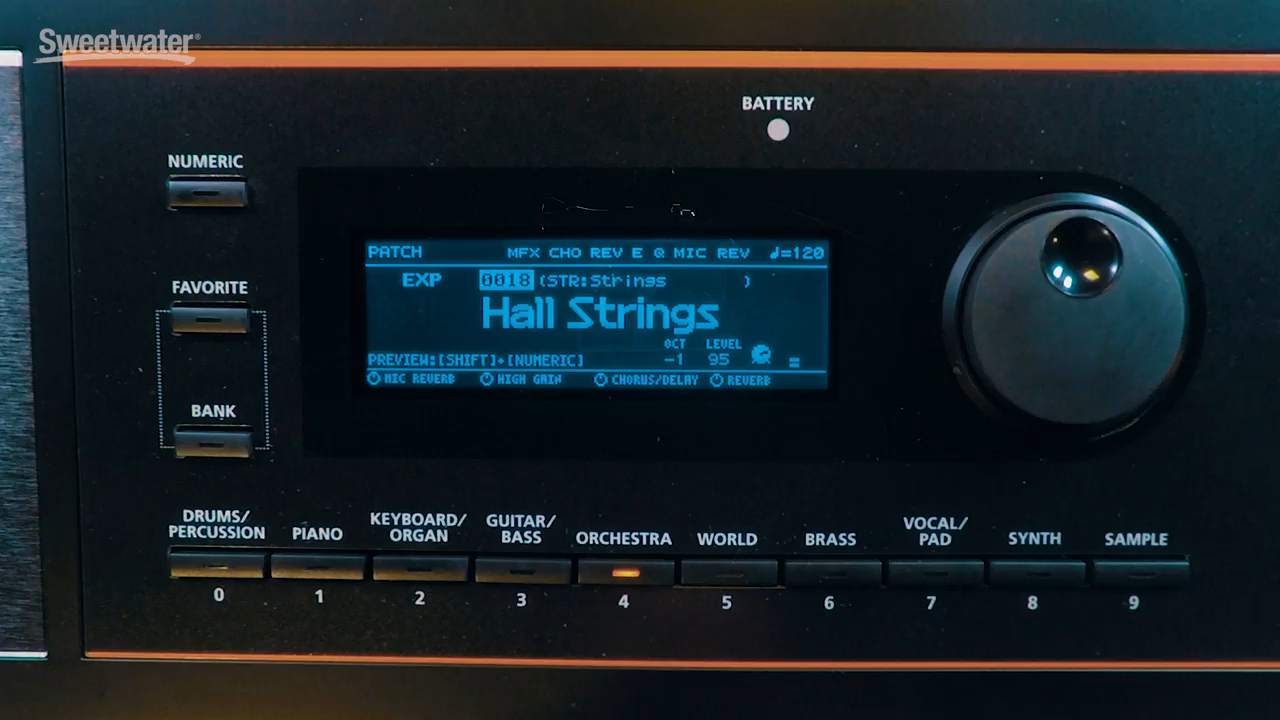 Sweetwater®
BATTERY
NUMERIC
PATCH MFX CHO REV E Q MIC REV ♩=120
EXP 0018 (STR:Strings )
Hall Strings
OCT LEVEL
PREVIEW:[SHIFT]+[NUMERIC] -1 95
MIC REVERB HIGH GAIN CHORUS/DELAY REVERB
FAVORITE
BANK
DRUMS/
PERCUSSION
PIANO
KEYBOARD/
ORGAN
GUITAR/
BASS
ORCHESTRA
WORLD
BRASS
VOCAL/
PAD
SYNTH
SAMPLE
0 1 2 3 4 5 6 7 8 9